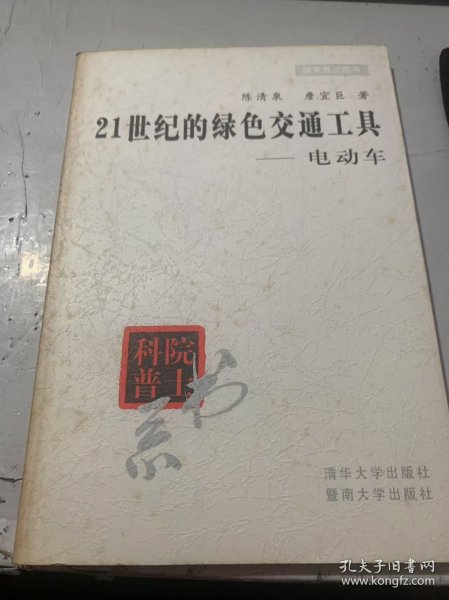 陈清泉 詹宜巨 著
21世纪的绿色交通工具
—— 电动车
院士
科普
书系
清华大学出版社
暨南大学出版社
孔夫子旧书网
www.kongfz.com